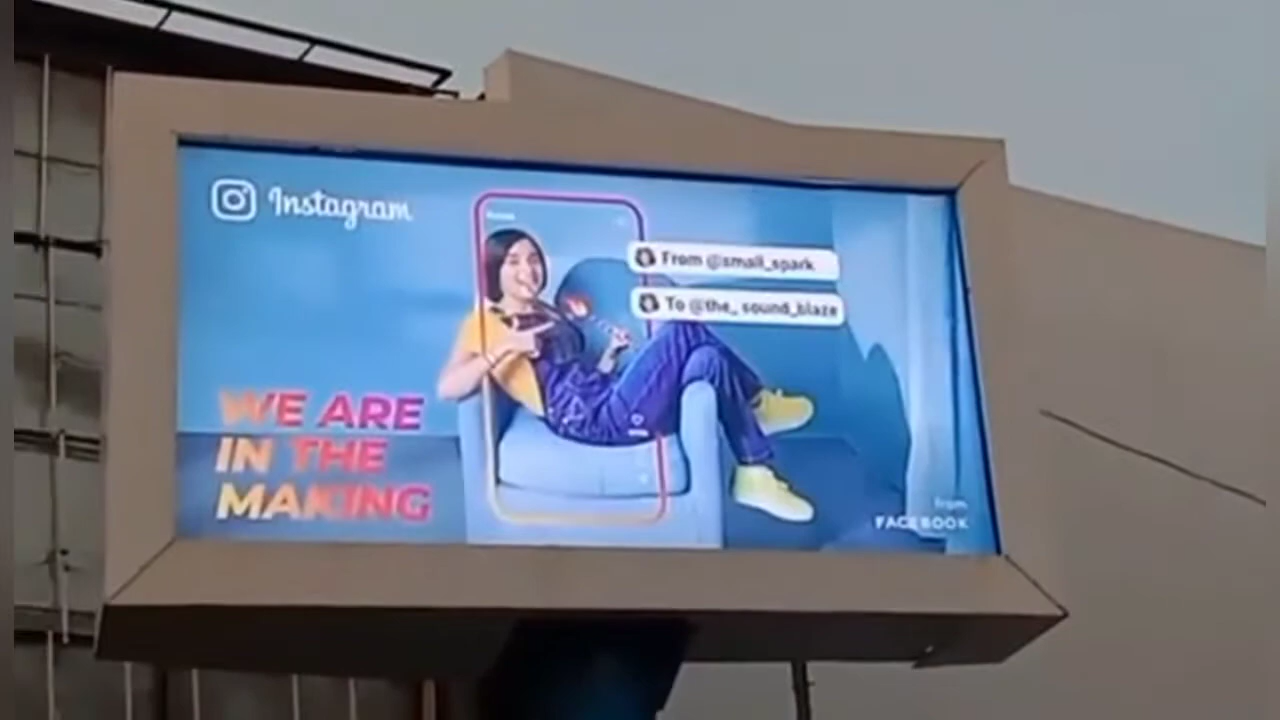 Instagram
From @small_spark
To @the_ sound_blaze
WE ARE
IN THE
MAKING
from
FACEBOOK